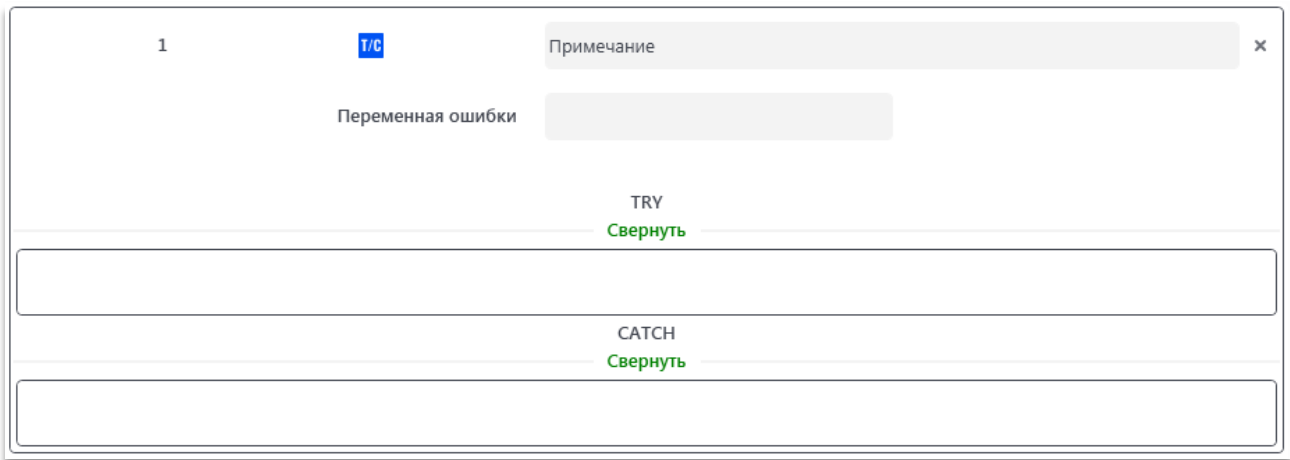 1 T/C Примечание ×
Переменная ошибки
TRY
Свернуть
CATCH
Свернуть